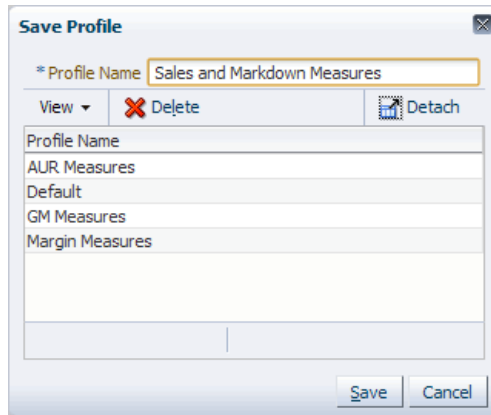 Save Profile
* Profile Name Sales and Markdown Measures
View Delete Detach
Profile Name
AUR Measures
Default
GM Measures
Margin Measures
Save Cancel